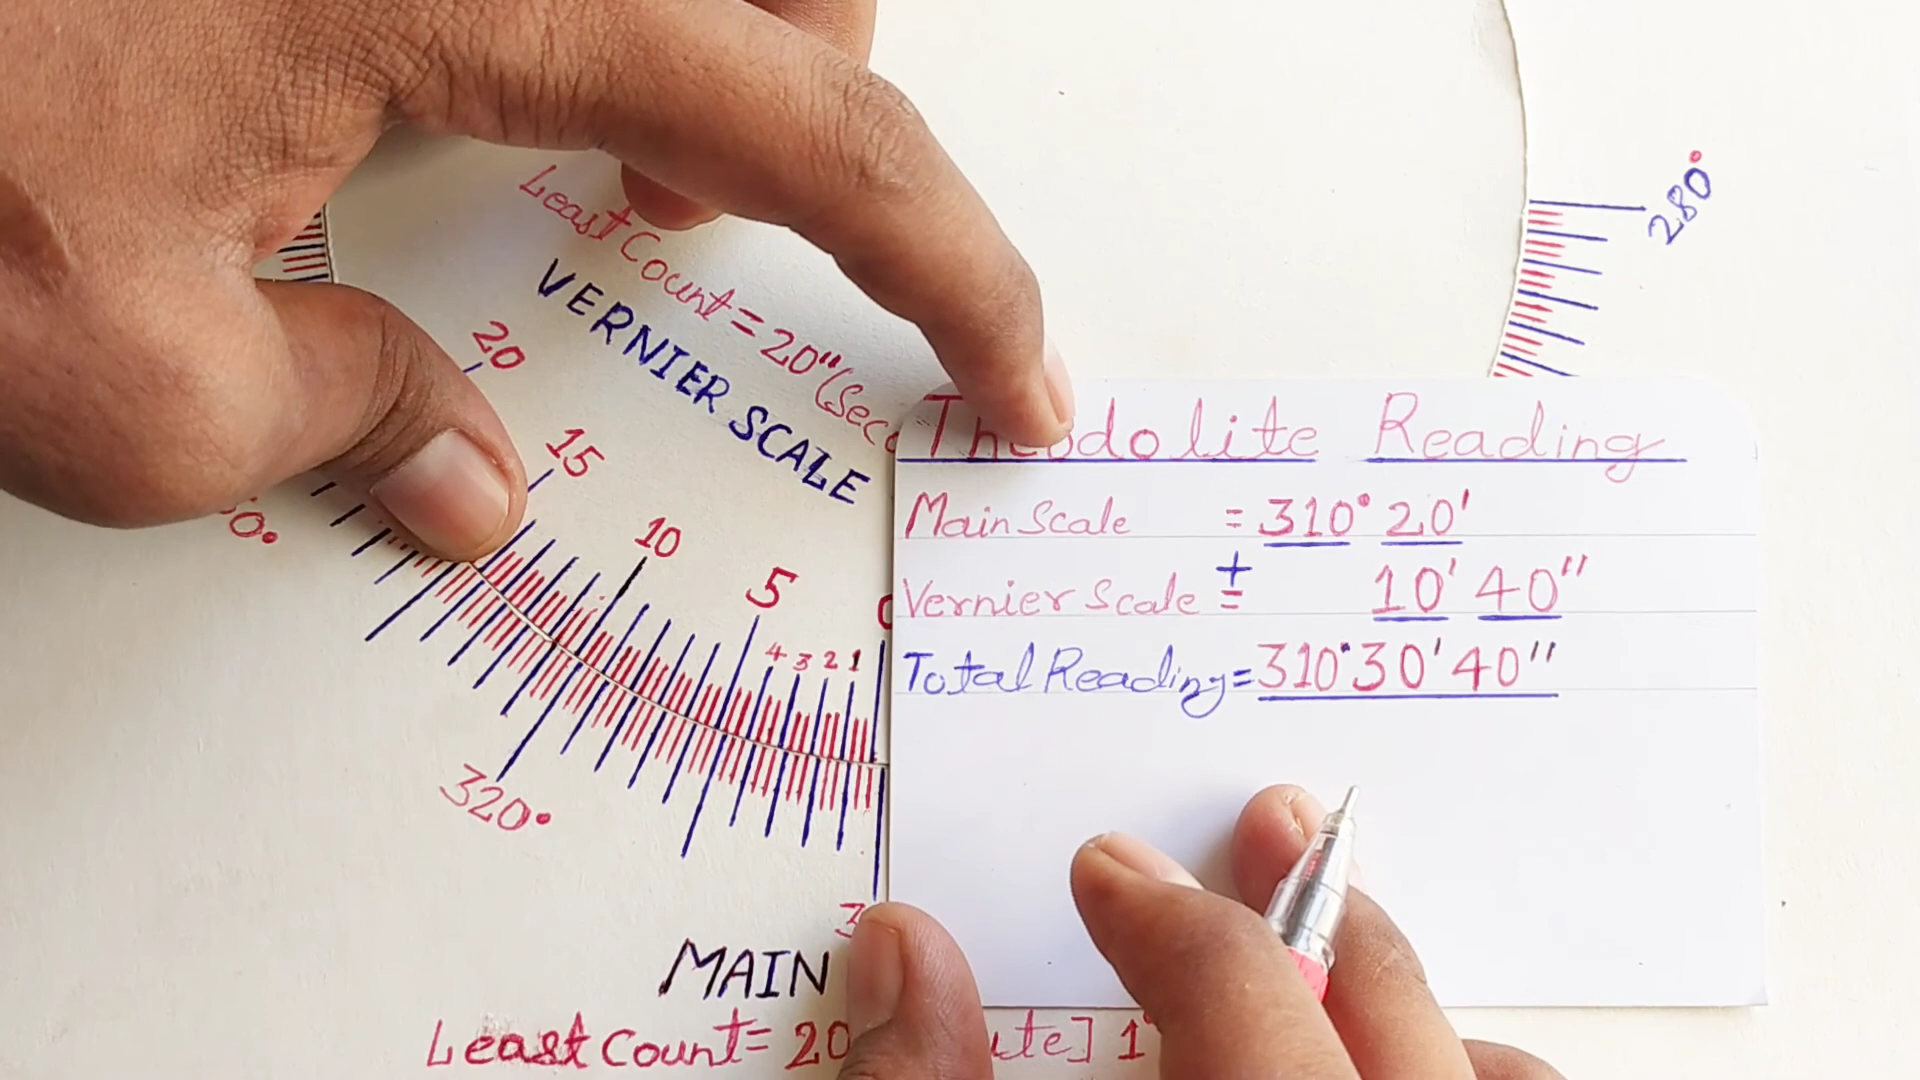 280°
Least Count = 20"
VERNIER SCALE
20
15
10
5
4 3 2 1
Theodolite Reading
Main Scale = 310° 20'
+
Vernier Scale = 10' 40"
Total Reading = 310° 30' 40"
320°
MAIN
Least Count = 20
1